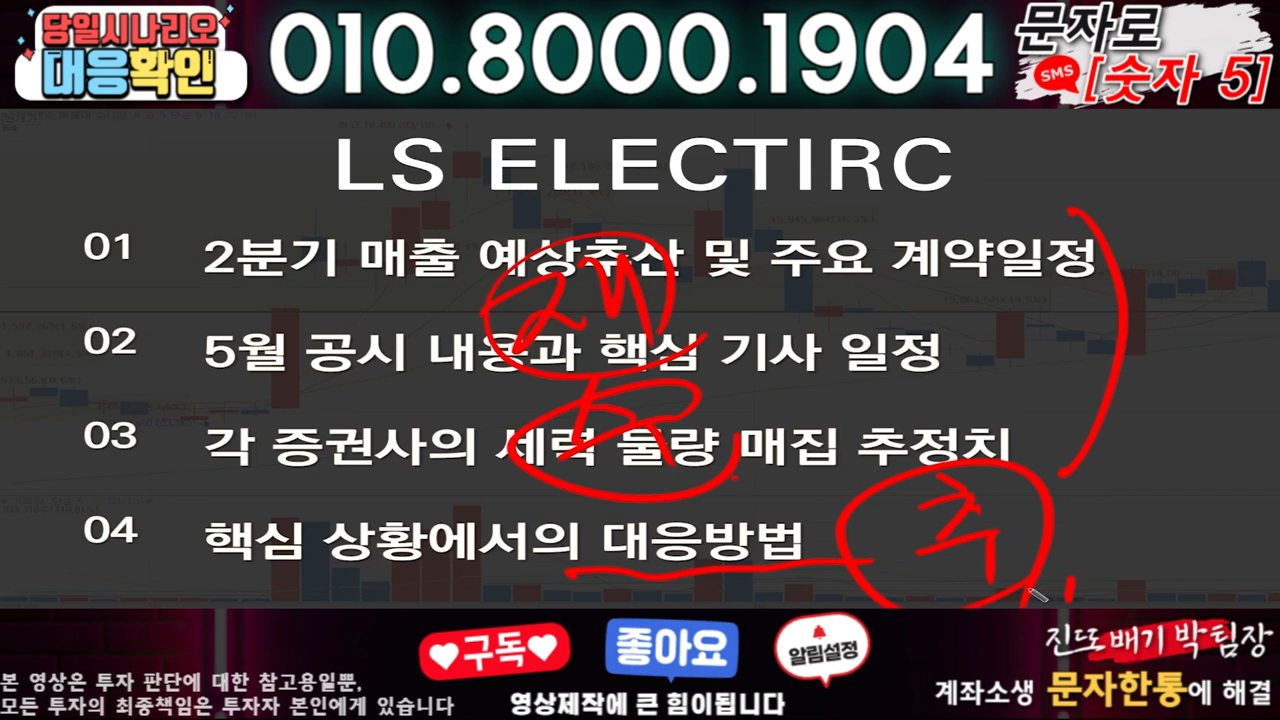 당일시나리오
대응확인
010.8000.1904
문자로
SMS [숫자 5]
LS ELECTIRC
01 2분기 매출 예상추산 및 주요 계약일정
02 5월 공시 내용과 핵심 기사 일정
03 각 증권사의 세력 물량 매집 추정치
04 핵심 상황에서의 대응방법
재
료
추
구독
좋아요
알림설정
영상제작에 큰 힘이됩니다
본 영상은 투자 판단에 대한 참고용일뿐,
모든 투자의 최종책임은 투자자 본인에게 있습니다
진또배기 박팀장
계좌소생 문자한통에 해결